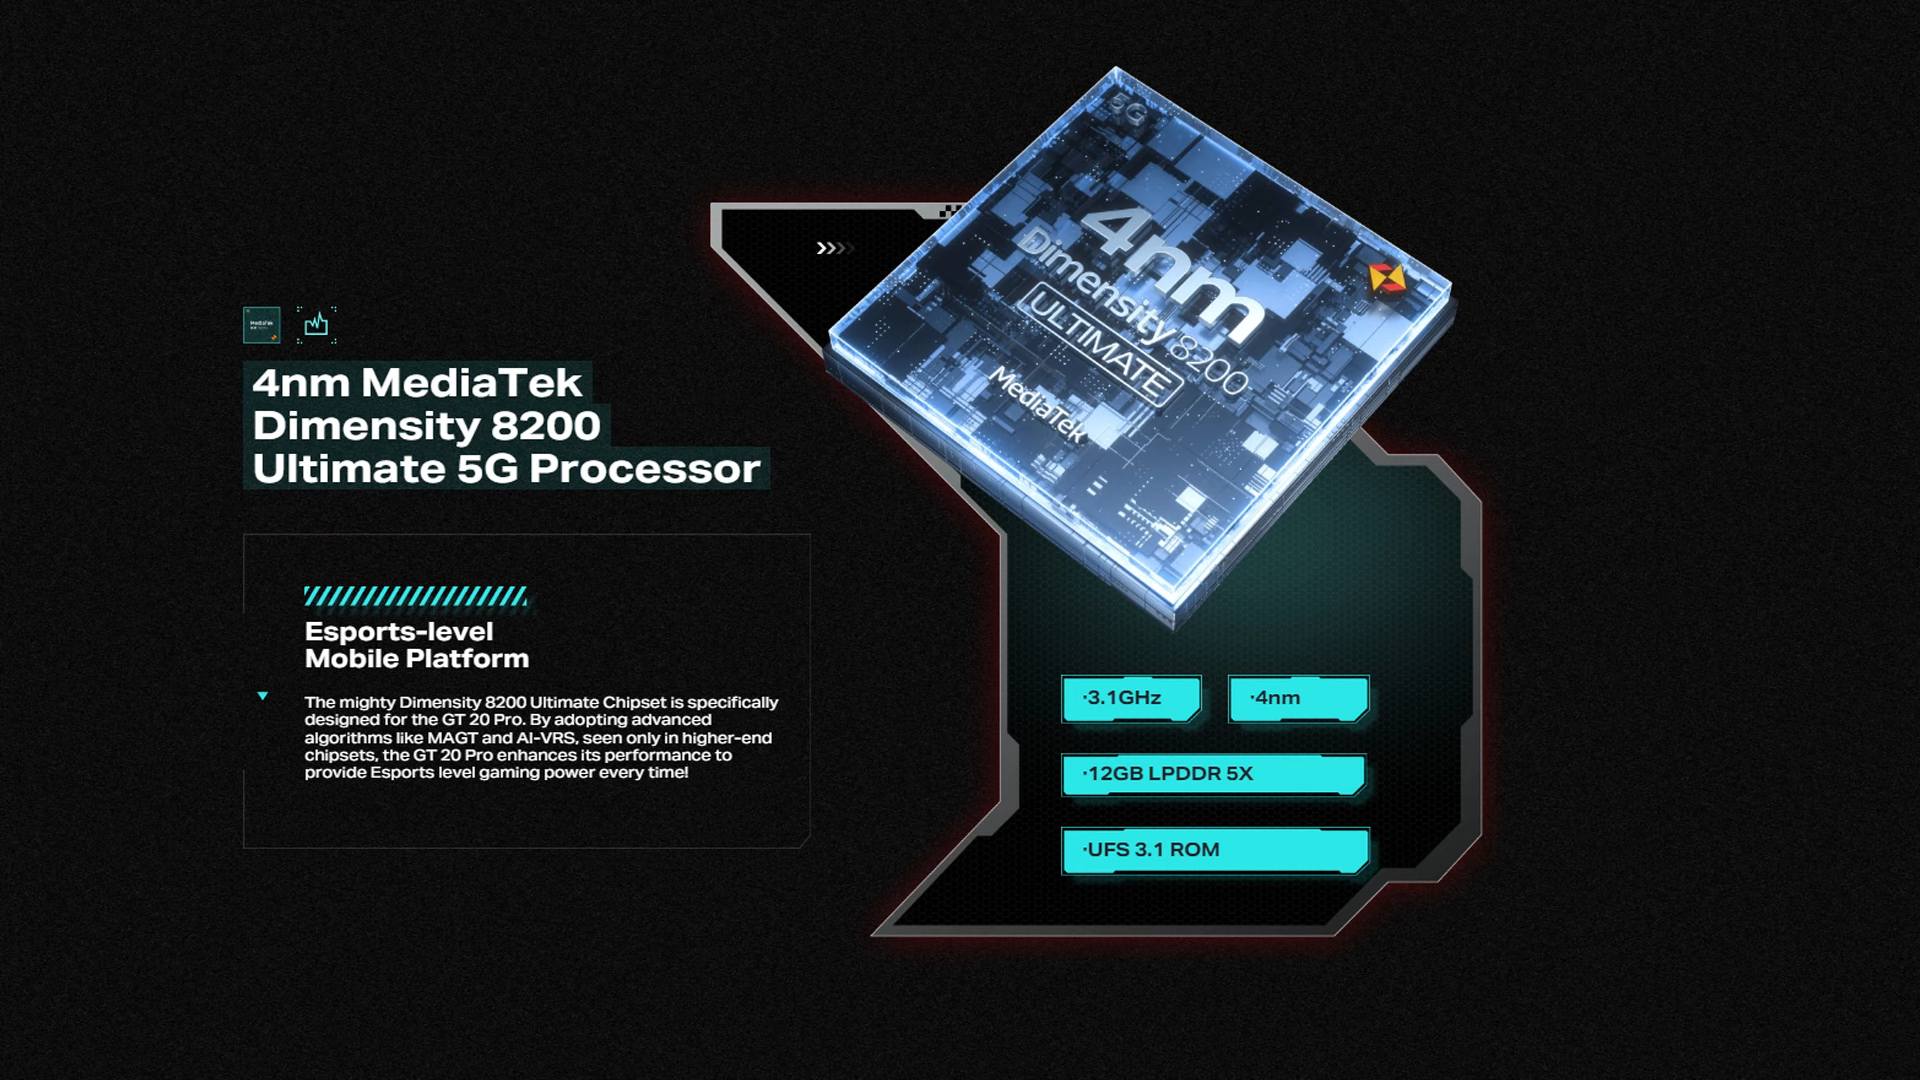 4nm MediaTek
Dimensity 8200
Ultimate 5G Processor
Esports-level
Mobile Platform
The mighty Dimensity 8200 Ultimate Chipset is specifically
designed for the GT 20 Pro. By adopting advanced
algorithms like MAGT and AI-VRS, seen only in higher-end
chipsets, the GT 20 Pro enhances its performance to
provide Esports level gaming power every time!
5G
4nm
Dimensity 8200
ULTIMATE
MediaTek
·3.1GHz
·4nm
·12GB LPDDR 5X
·UFS 3.1 ROM